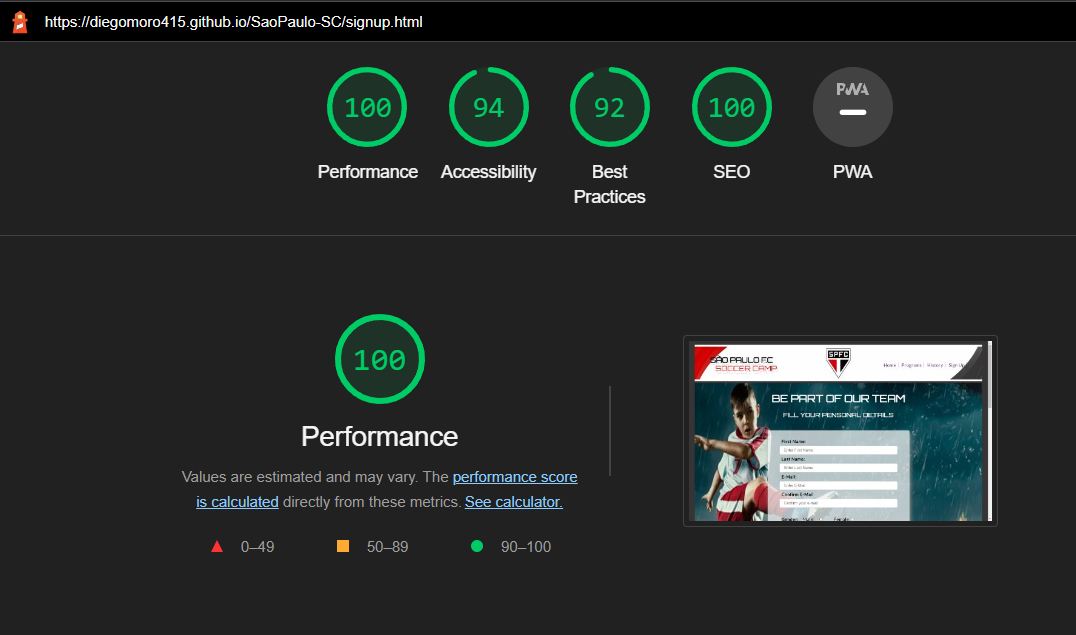 https://diegomoro415.github.io/SaoPaulo-SC/signup.html
100
94
92
100
PWA
Performance
Accessibility
Best
Practices
SEO
PWA
100
Performance
Values are estimated and may vary. The performance score
is calculated directly from these metrics. See calculator.
0–49
50–89
90–100
SAO PAULO F.C
SOCCER CAMP
SPFC
Home | Programs | History | Sign Up
BE PART OF OUR TEAM
FILL YOUR PERSONAL DETAILS
First Name:
Enter First Name
Last Name:
Enter Last Name
E-Mail:
Enter E-Mail
Confirm E-Mail
Confirm your e-mail
Female: